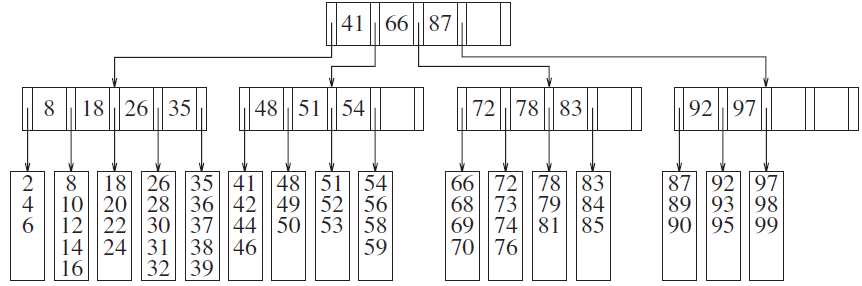 41 66 87
8 18 26 35 48 51 54 72 78 83 92 97
2 8 18 26 35 41 48 51 54 66 72 78 83 87 92 97
4 10 20 28 36 42 49 52 56 68 73 79 84 89 93 98
6 12 22 30 37 44 50 53 58 69 74 81 85 90 95 99
14 24 31 38 46 59 70 76
16 32 39